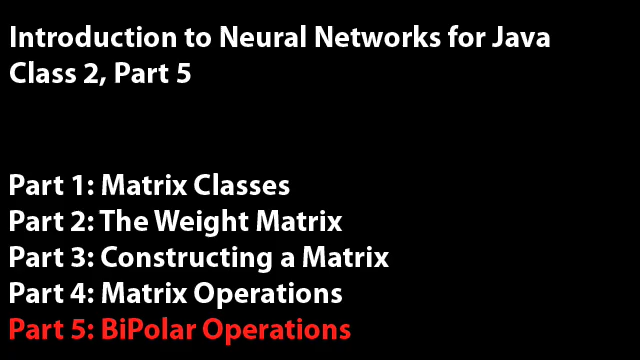 Introduction to Neural Networks for Java
Class 2, Part 5
Part 1: Matrix Classes
Part 2: The Weight Matrix
Part 3: Constructing a Matrix
Part 4: Matrix Operations
Part 5: BiPolar Operations